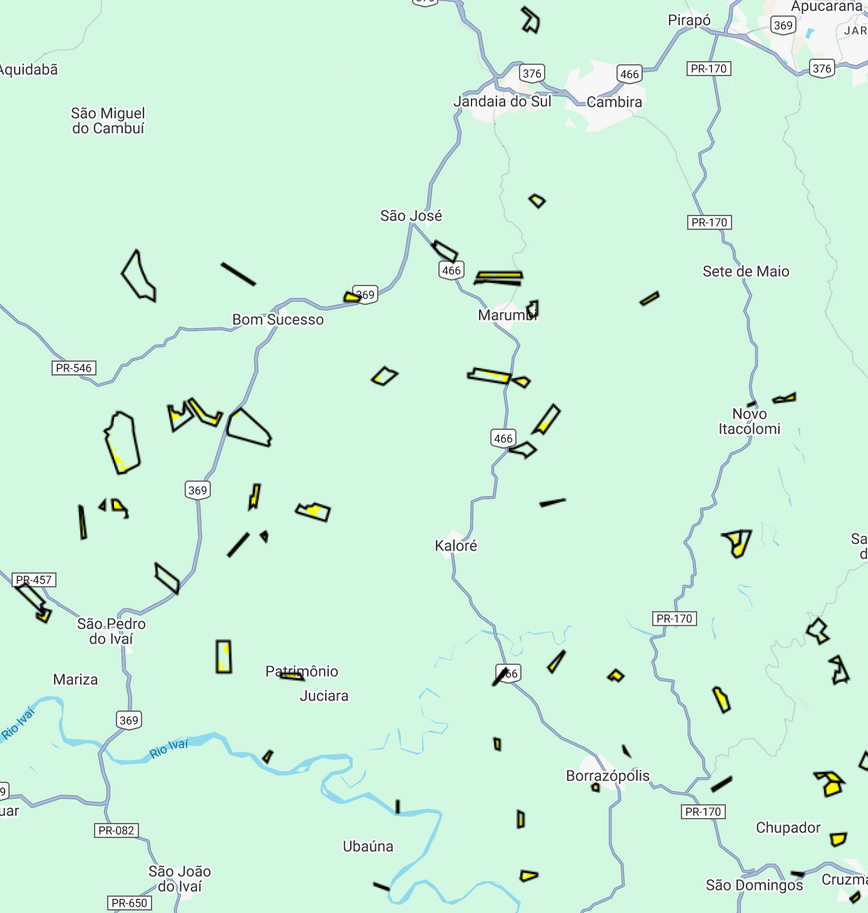 Apucarana
Pirapó
369
JAR
Aquidabã
PR-170
376
466
376
Jandaia do Sul
Cambira
São Miguel
do Cambuí
São José
PR-170
466
Sete de Maio
369
Bom Sucesso
Marumbi
PR-546
Novo
Itacolomi
466
369
Kaloré
Sa
PR-457
São Pedro
do Ivaí
PR-170
Patrimônio
Mariza
Juciara
Rio Ivaí
369
Rio Ivaí
Borrazópolis
9
uar
PR-170
PR-082
Chupador
Ubaúna
São João
do Ivaí
São Domingos
Cruzma
PR-650